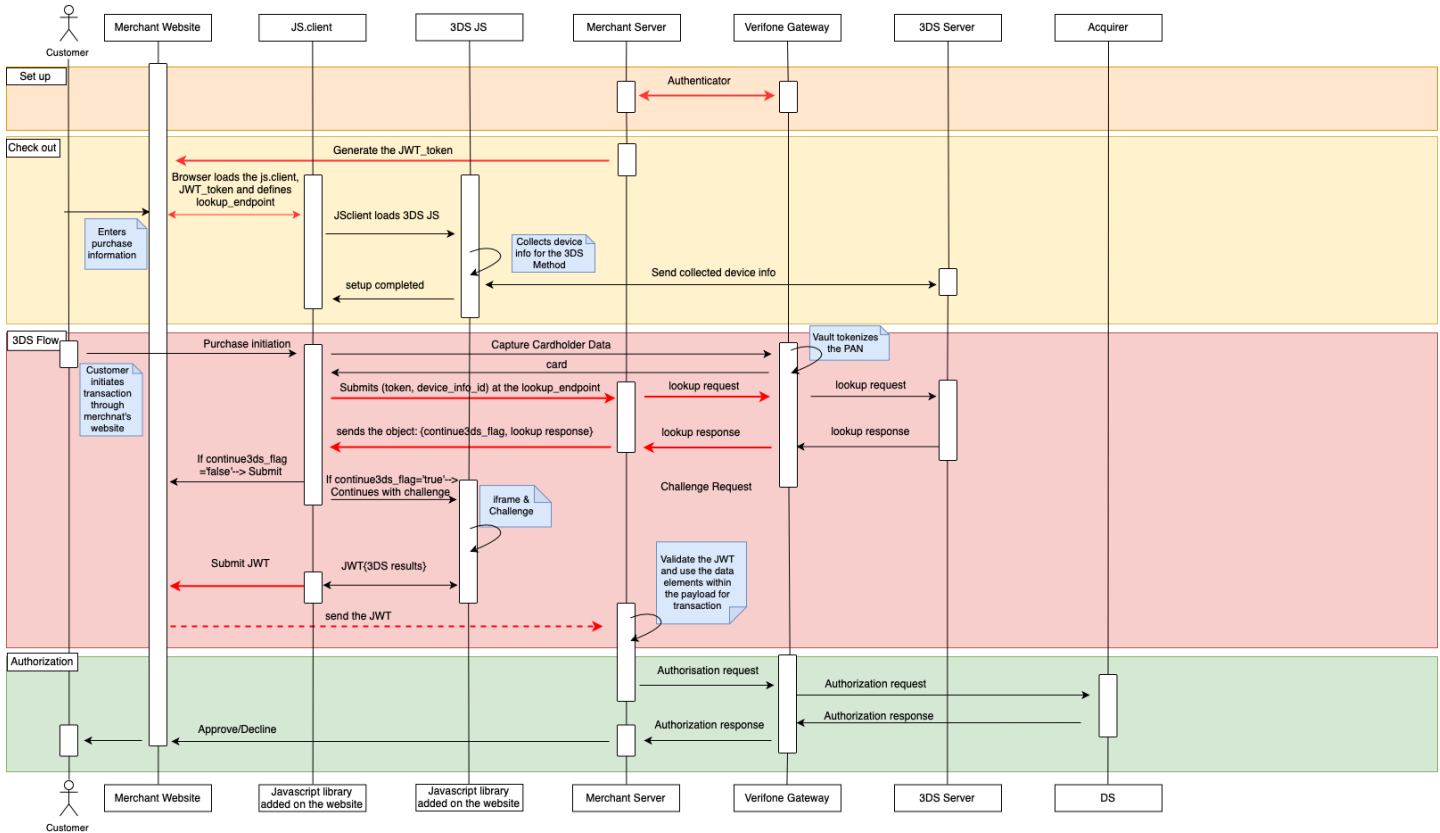 Customer
Merchant Website
JS.client
3DS JS
Merchant Server
Verifone Gateway
3DS Server
Acquirer
Set up
Authenticator
Check out
Generate the JWT_token
Browser loads the js.client,
JWT_token and defines
lookup_endpoint
JSclient loads 3DS JS
Enters
purchase
information
Collects device
info for the 3DS
Method
Send collected device info
setup completed
3DS Flow
Purchase initiation
Capture Cardholder Data
Vault tokenizes
the PAN
card
Customer
initiates
transaction
through
merchnat's
website
Submits (token, device_info_id) at the lookup_endpoint
lookup request
lookup request
sends the object: {continue3ds_flag, lookup response}
lookup response
lookup response
If continue3ds_flag
='false'--> Submit
If continue3ds_flag='true'-->
Continues with challenge
Challenge Request
iframe &
Challenge
Submit JWT
JWT{3DS results}
Validate the JWT
and use the data
elements within
the payload for
transaction
send the JWT
Authorization
Authorisation request
Authorization request
Authorization response
Authorization response
Approve/Decline
Customer
Merchant Website
Javascript library
added on the website
Javascript library
added on the website
Merchant Server
Verifone Gateway
3DS Server
DS